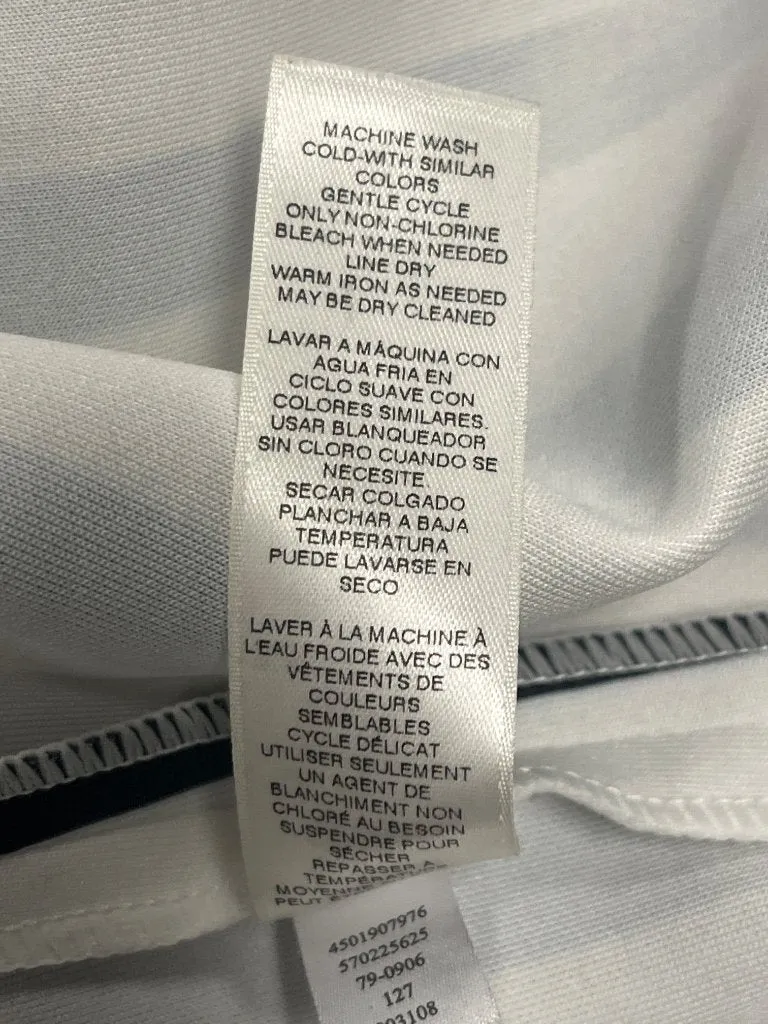 MACHINE WASH
COLD-WITH SIMILAR
COLORS
GENTLE CYCLE
ONLY NON-CHLORINE
BLEACH WHEN NEEDED
LINE DRY
WARM IRON AS NEEDED
MAY BE DRY CLEANED
LAVAR A MÁQUINA CON
AGUA FRIA EN
CICLO SUAVE CON
COLORES SIMILARES.
USAR BLANQUEADOR
SIN CLORO CUANDO SE
NECESITE
SECAR COLGADO
PLANCHAR A BAJA
TEMPERATURA
PUEDE LAVARSE EN
SECO
LAVER À LA MACHINE À
L'EAU FROIDE AVEC DES
VÊTEMENTS DE
COULEURS
SEMBLABLES
CYCLE DÉLICAT
UTILISER SEULEMENT
UN AGENT DE
BLANCHIMENT NON
CHLORÉ AU BESOIN
SUSPENDRE POUR
SÉCHER
REPASSER À
4501907976
570225625
79-0906
127